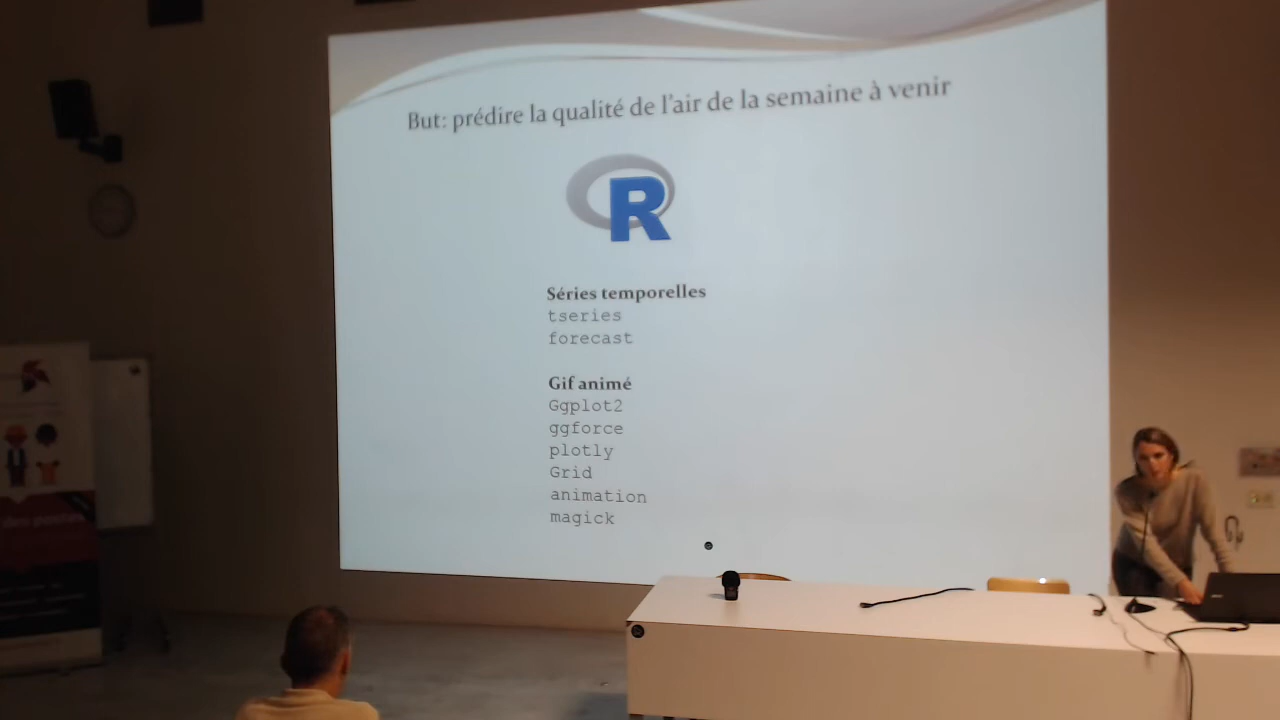 But: prédire la qualité de l'air de la semaine à venir
R
Séries temporelles
tseries
forecast
Gif animé
Ggplot2
ggforce
plotly
Grid
animation
magick